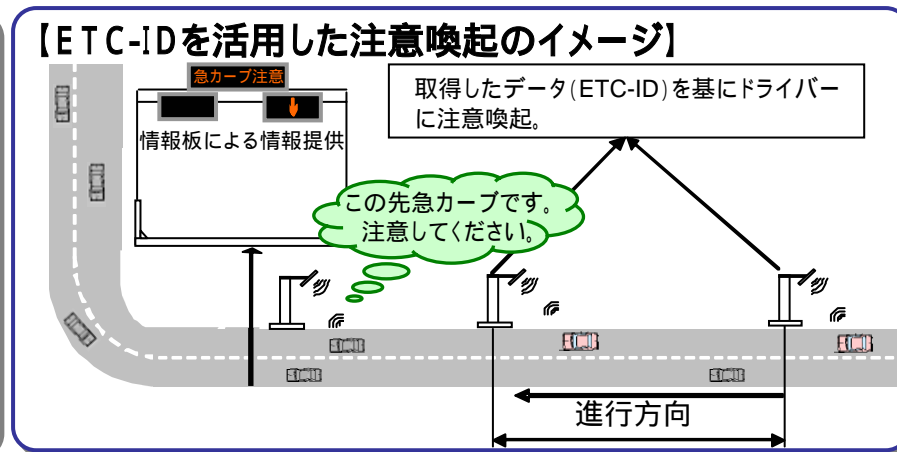 【ETC-IDを活用した注意喚起のイメージ】
急カーブ注意
情報板による情報提供
取得したデータ(ETC-ID)を基にドライバー
に注意喚起。
この先急カーブです。
注意してください。
進行方向